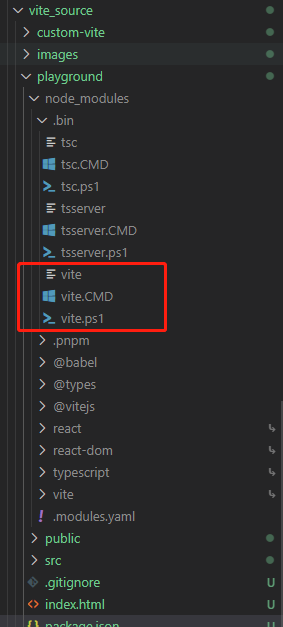 vite_source
custom-vite
images
playground
node_modules
.bin
tsc
tsc.CMD
tsc.ps1
tsserver
tsserver.CMD
tsserver.ps1
vite
vite.CMD
vite.ps1
.pnpm
@babel
@types
@vitejs
react
react-dom
typescript
vite
.modules.yaml
public
src
.gitignore U
index.html U
package.json U